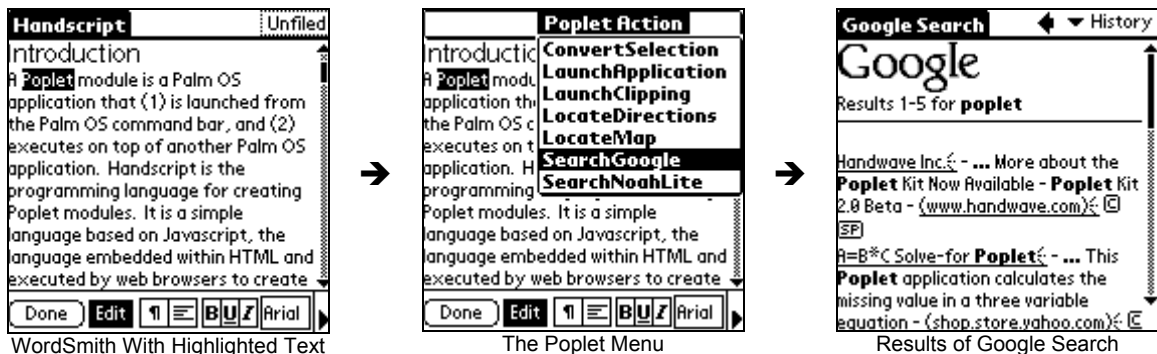 Handscript Unfiled
Introduction
A Poplet module is a Palm OS
application that (1) is launched from
the Palm OS command bar, and (2)
executes on top of another Palm OS
application. Handscript is the
programming language for creating
Poplet modules. It is a simple
language based on Javascript, the
language embedded within HTML and
executed by web browsers to create
Done Edit ¶ B U I Arial
WordSmith With Highlighted Text
➔
Poplet Action
Introductio
A Poplet modu
application th
the Palm OS c
executes on t
application. H
programming
Poplet modules. It is a simple
language based on Javascript, the
language embedded within HTML and
executed by web browsers to create
ConvertSelection
LaunchApplication
LaunchClipping
LocateDirections
LocateMap
SearchGoogle
SearchNoahLite
Done Edit ¶ B U I Arial
The Poplet Menu
➔
Google Search History
Google
Results 1-5 for poplet
Handwave Inc. - ... More about the
Poplet Kit Now Available - Poplet Kit
2.0 Beta - (www.handwave.com) C
SP
A=B*C Solve-for Poplet - ... This
Poplet application calculates the
missing value in a three variable
equation - (shop.store.yahoo.com) C
Results of Google Search